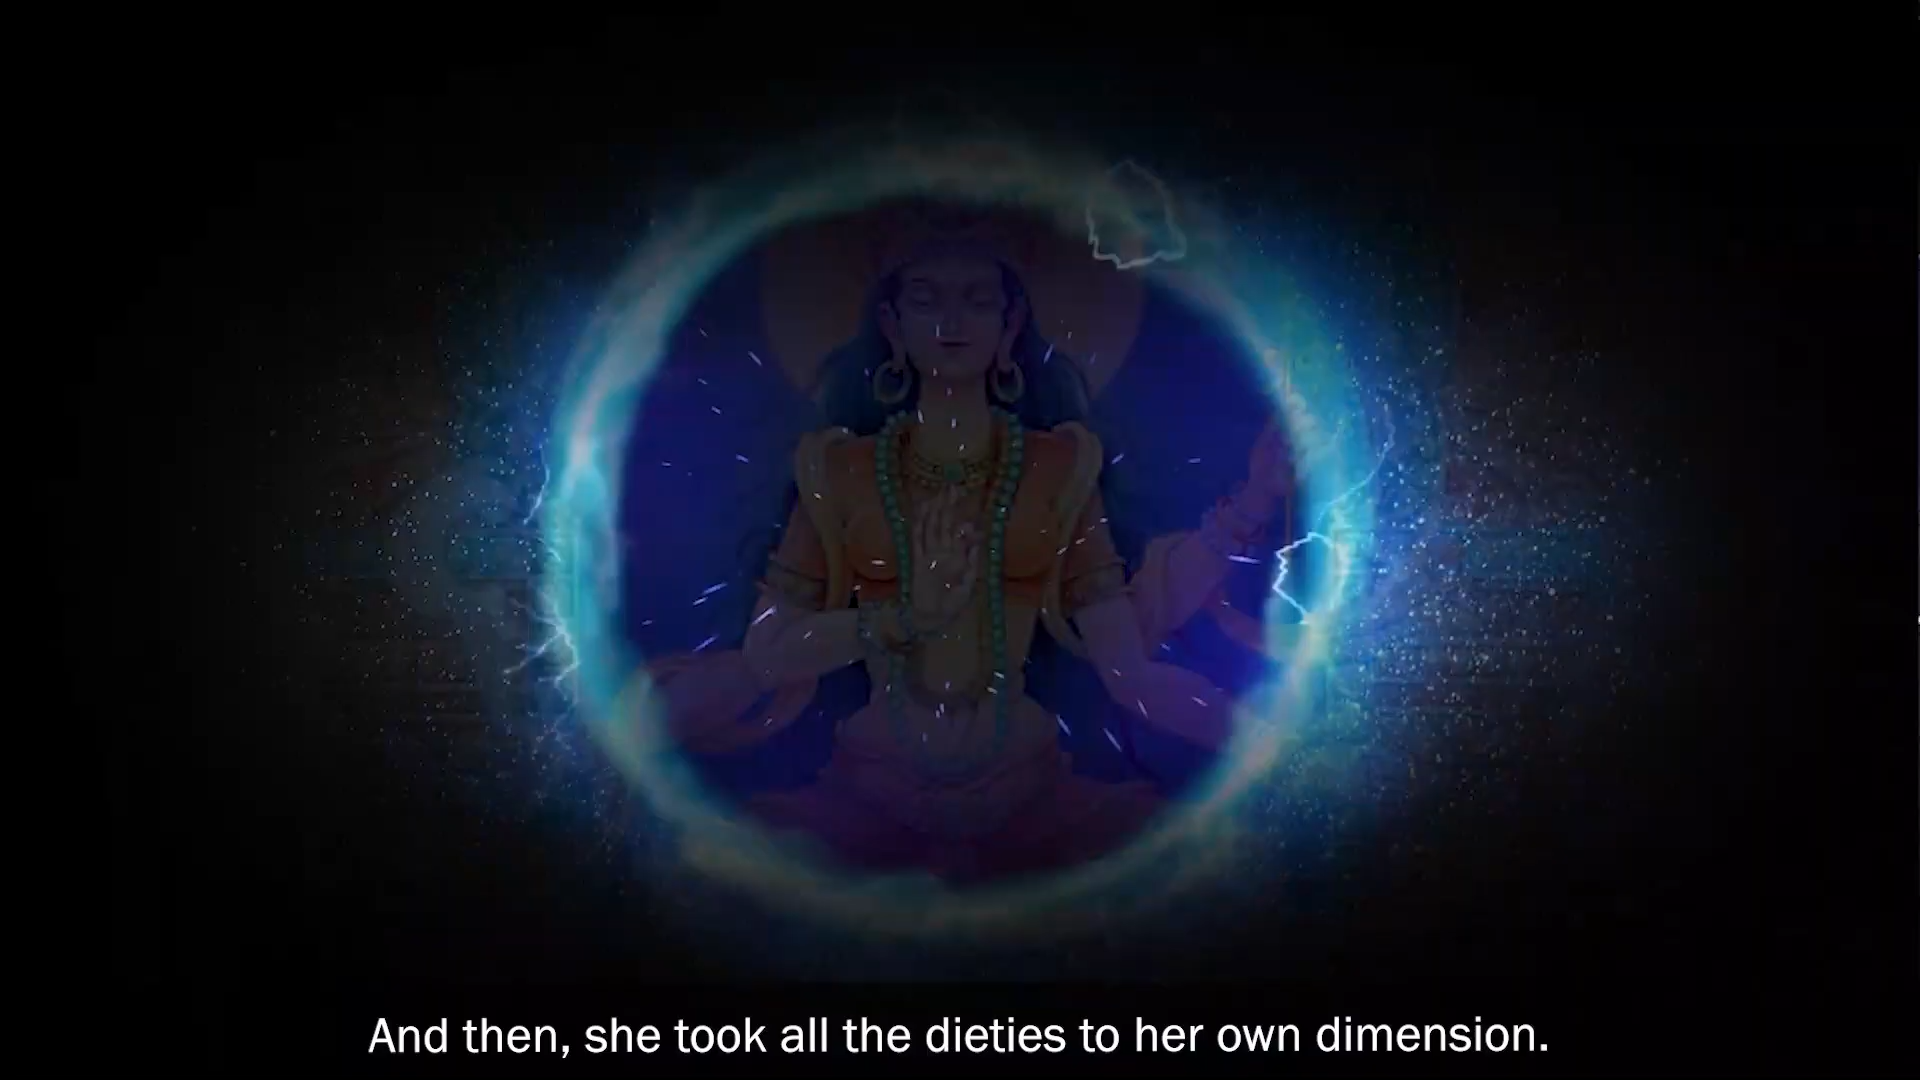 And then, she took all the dieties to her own dimension.